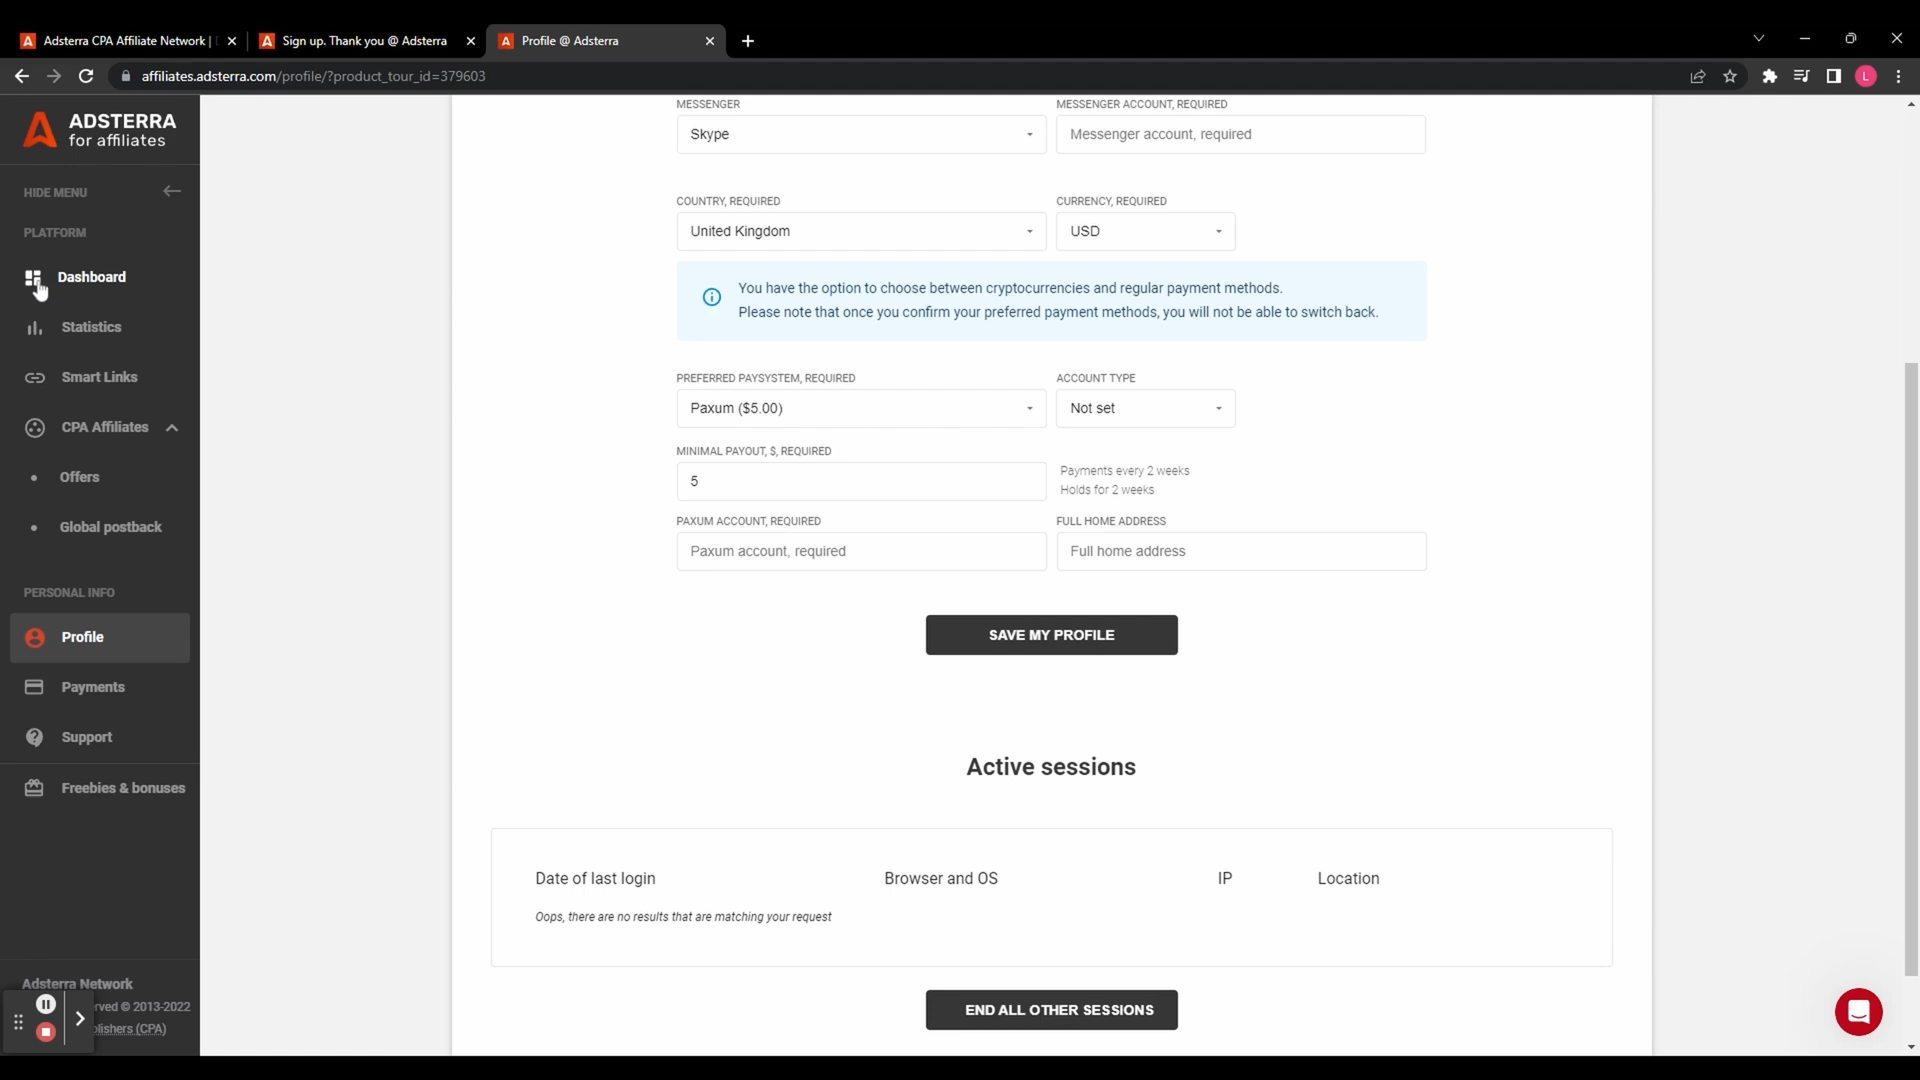 Adsterra CPA Affiliate Network |
Sign up. Thank you @ Adsterra
Profile @ Adsterra
affiliates.adsterra.com/profile/?product_tour_id=379603
L
ADSTERRA
for affiliates
HIDE MENU
PLATFORM
Dashboard
Statistics
Smart Links
CPA Affiliates
Offers
Global postback
PERSONAL INFO
Profile
Payments
Support
Freebies & bonuses
Adsterra Network
rved © 2013-2022
blishers (CPA)
MESSENGER
MESSENGER ACCOUNT, REQUIRED
Skype
Messenger account, required
COUNTRY, REQUIRED
CURRENCY, REQUIRED
United Kingdom
USD
You have the option to choose between cryptocurrencies and regular payment methods.
Please note that once you confirm your preferred payment methods, you will not be able to switch back.
PREFERRED PAYSYSTEM, REQUIRED
ACCOUNT TYPE
Paxum ($5.00)
Not set
MINIMAL PAYOUT, $, REQUIRED
5
Payments every 2 weeks
Holds for 2 weeks
PAXUM ACCOUNT, REQUIRED
FULL HOME ADDRESS
Paxum account, required
Full home address
SAVE MY PROFILE
Active sessions
Date of last login
Browser and OS
IP
Location
Oops, there are no results that are matching your request
END ALL OTHER SESSIONS